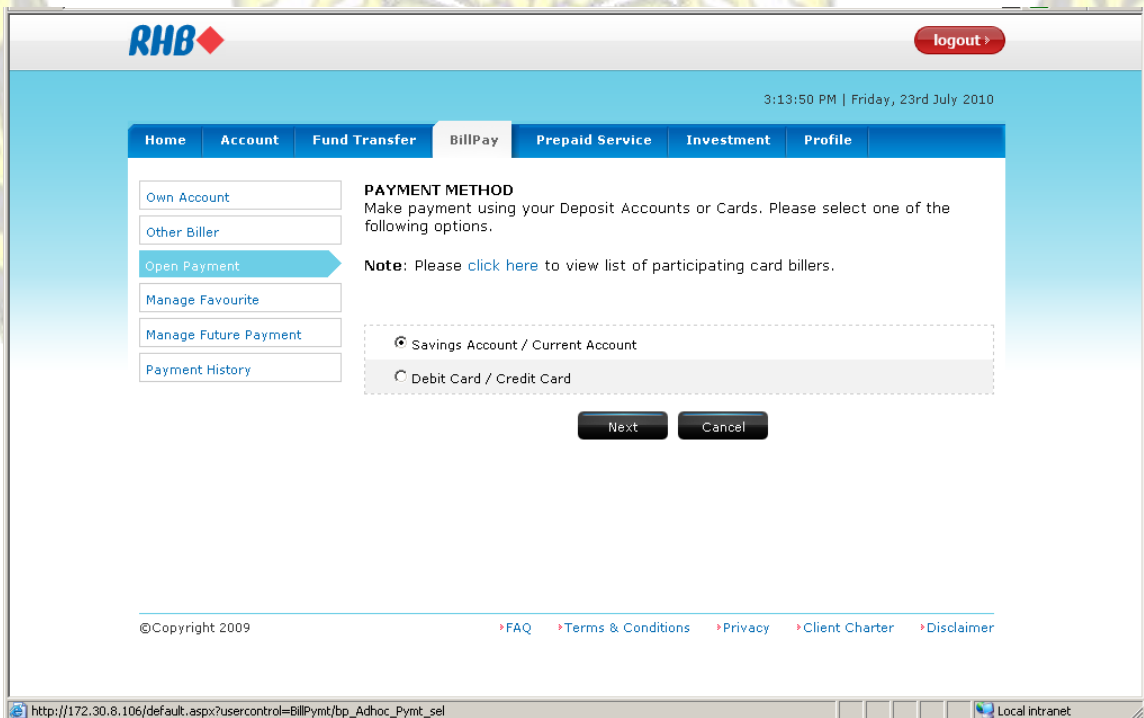 RHB
logout
3:13:50 PM | Friday, 23rd July 2010
Home Account Fund Transfer BillPay Prepaid Service Investment Profile
Own Account
Other Biller
Open Payment
Manage Favourite
Manage Future Payment
Payment History
PAYMENT METHOD
Make payment using your Deposit Accounts or Cards. Please select one of the
following options.
Note: Please click here to view list of participating card billers.
Savings Account / Current Account
Debit Card / Credit Card
Next Cancel
©Copyright 2009 FAQ Terms & Conditions Privacy Client Charter Disclaimer
http://172.30.8.106/default.aspx?usercontrol=BillPymt/bp_Adhoc_Pymt_sel Local intranet